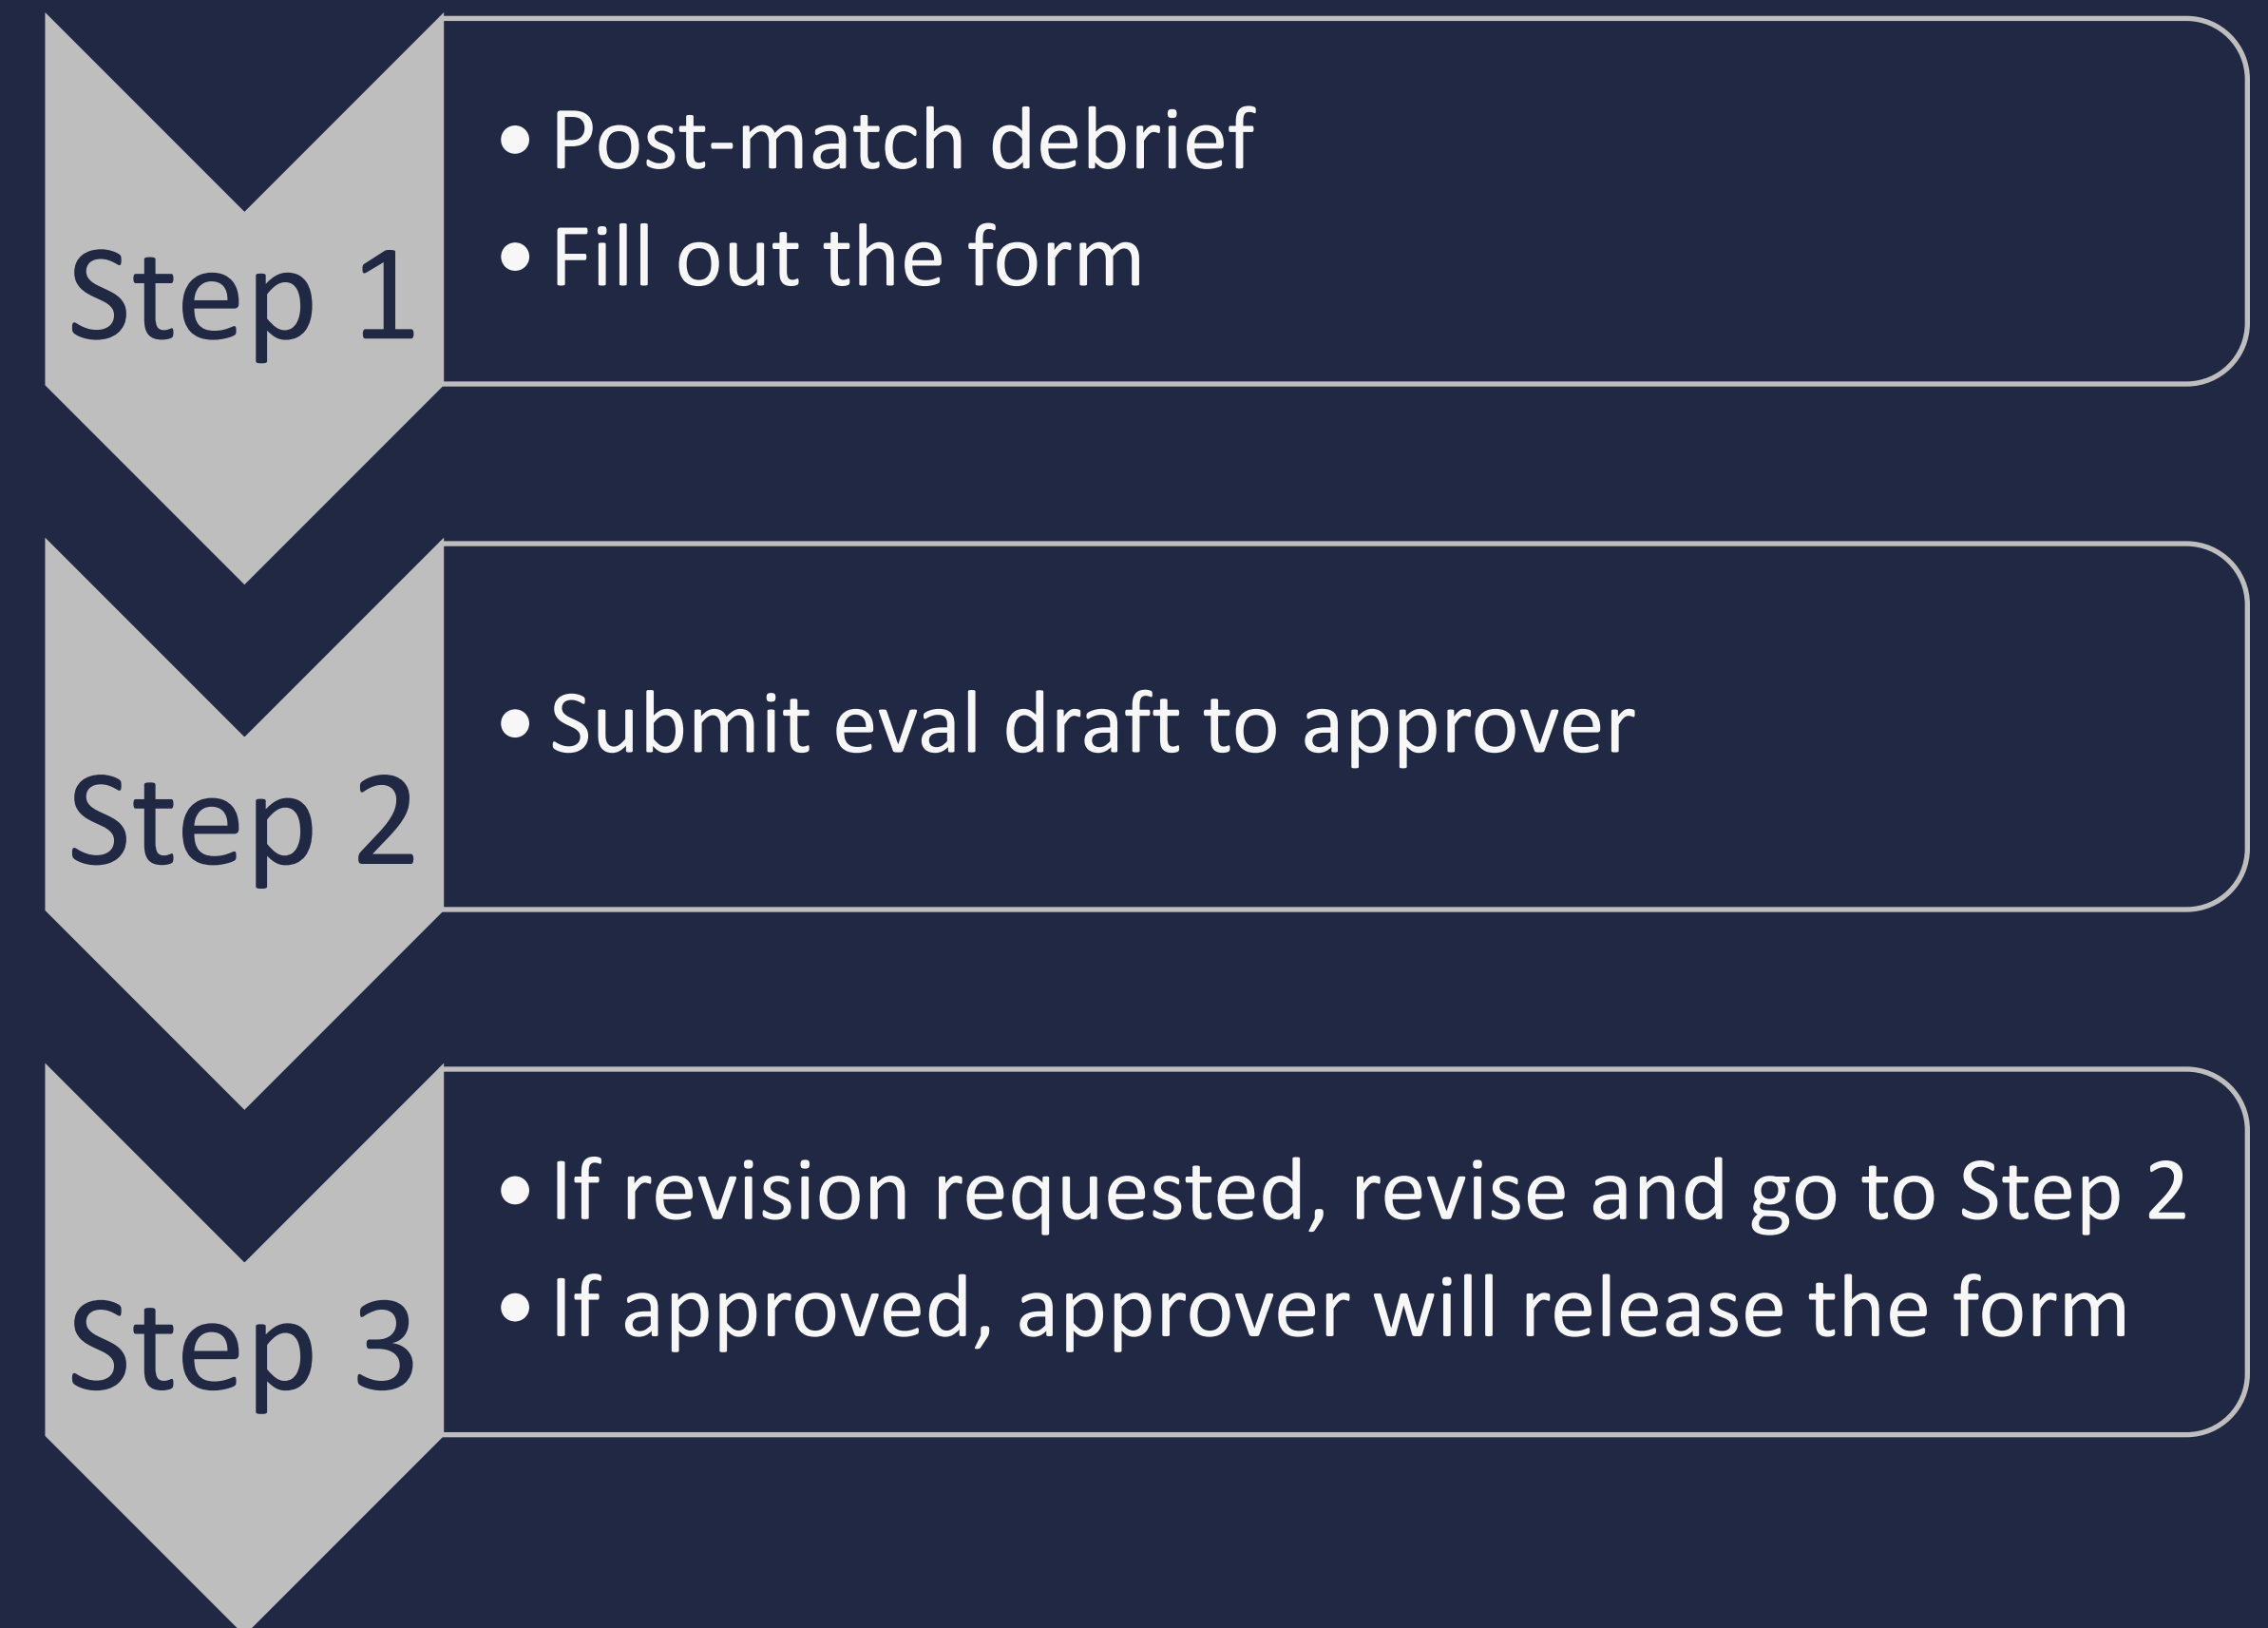 Step 1
• Post-match debrief
• Fill out the form
Step 2
• Submit eval draft to approver
Step 3
• If revision requested, revise and go to Step 2
• If approved, approver will release the form